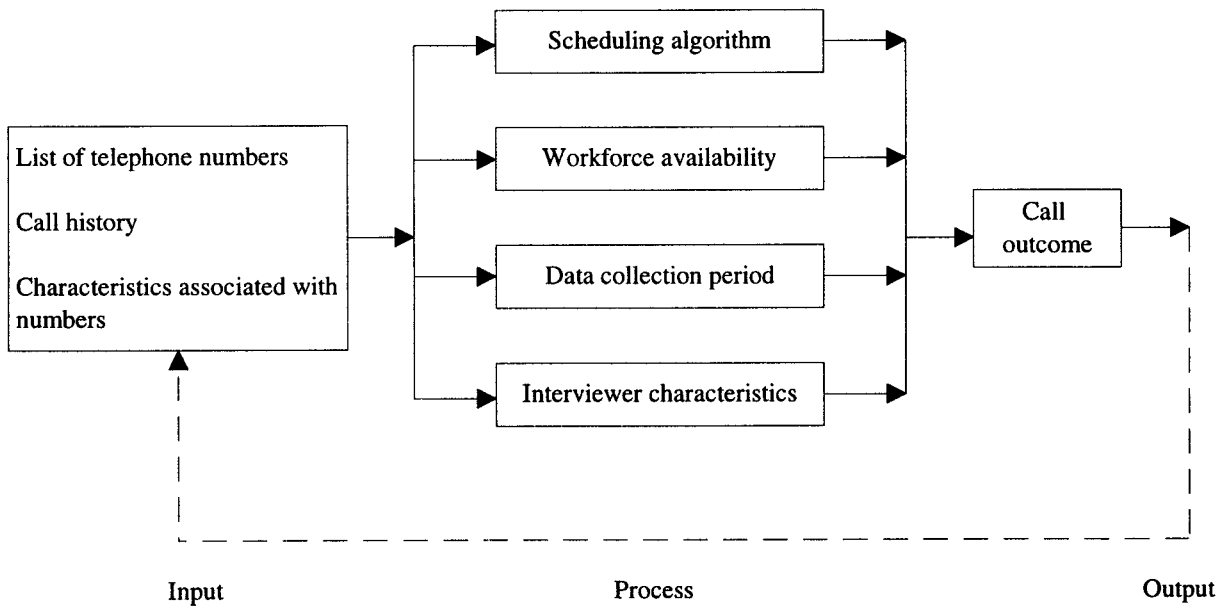 List of telephone numbers
Call history
Characteristics associated with
numbers
Scheduling algorithm
Workforce availability
Data collection period
Interviewer characteristics
Call
outcome
Input
Process
Output